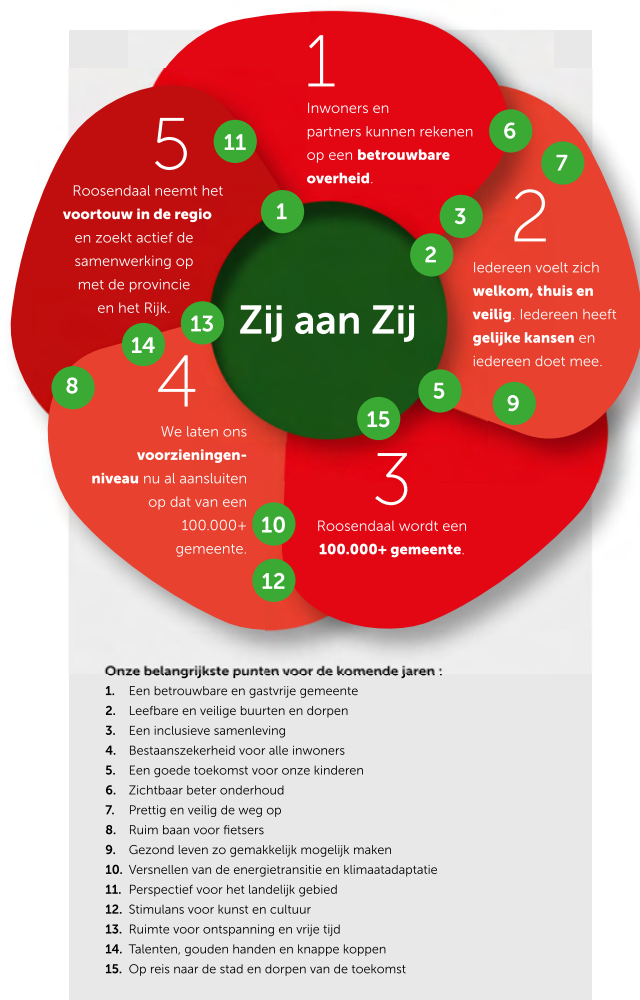 1
Inwoners en
partners kunnen rekenen
op een betrouwbare
overheid.
6
7
3
2
2
Iedereen voelt zich
welkom, thuis en
veilig. Iedereen heeft
gelijke kansen en
iedereen doet mee.
5
9
15
3
Roosendaal wordt een
100.000+ gemeente.
10
12
4
We laten ons
voorzieningen-
niveau nu al aansluiten
op dat van een
100.000+
gemeente.
8
14
13
5
11
1
Roosendaal neemt het
voortouw in de regio
en zoekt actief de
samenwerking op
met de provincie
en het Rijk.
Zij aan Zij
Onze belangrijkste punten voor de komende jaren :
1. Een betrouwbare en gastvrije gemeente
2. Leefbare en veilige buurten en dorpen
3. Een inclusieve samenleving
4. Bestaanszekerheid voor alle inwoners
5. Een goede toekomst voor onze kinderen
6. Zichtbaar beter onderhoud
7. Prettig en veilig de weg op
8. Ruim baan voor fietsers
9. Gezond leven zo gemakkelijk mogelijk maken
10. Versnellen van de energietransitie en klimaatadaptatie
11. Perspectief voor het landelijk gebied
12. Stimulans voor kunst en cultuur
13. Ruimte voor ontspanning en vrije tijd
14. Talenten, gouden handen en knappe koppen
15. Op reis naar de stad en dorpen van de toekomst